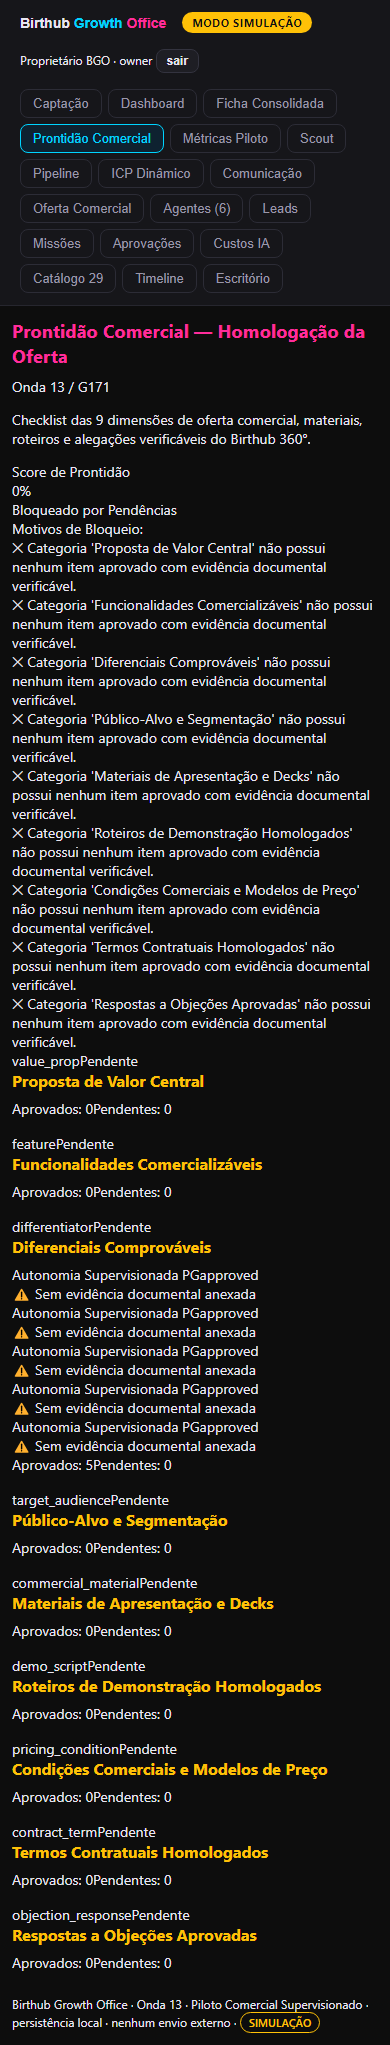 Birthub Growth Office MODO SIMULAÇÃO
Proprietário BGO · owner sair
Captação Dashboard Ficha Consolidada
Prontidão Comercial Métricas Piloto Scout
Pipeline ICP Dinâmico Comunicação
Oferta Comercial Agentes (6) Leads
Missões Aprovações Custos IA
Catálogo 29 Timeline Escritório
Prontidão Comercial — Homologação da
Oferta
Onda 13 / G171
Checklist das 9 dimensões de oferta comercial, materiais,
roteiros e alegações verificáveis do Birthub 360°.
Score de Prontidão
0%
Bloqueado por Pendências
Motivos de Bloqueio:
✕ Categoria 'Proposta de Valor Central' não possui
nenhum item aprovado com evidência documental
verificável.
✕ Categoria 'Funcionalidades Comercializáveis' não possui
nenhum item aprovado com evidência documental
verificável.
✕ Categoria 'Diferenciais Comprováveis' não possui
nenhum item aprovado com evidência documental
verificável.
✕ Categoria 'Público-Alvo e Segmentação' não possui
nenhum item aprovado com evidência documental
verificável.
✕ Categoria 'Materiais de Apresentação e Decks' não
possui nenhum item aprovado com evidência documental
verificável.
✕ Categoria 'Roteiros de Demonstração Homologados'
não possui nenhum item aprovado com evidência
documental verificável.
✕ Categoria 'Condições Comerciais e Modelos de Preço'
não possui nenhum item aprovado com evidência
documental verificável.
✕ Categoria 'Termos Contratuais Homologados' não
possui nenhum item aprovado com evidência documental
verificável.
✕ Categoria 'Respostas a Objeções Aprovadas' não possui
nenhum item aprovado com evidência documental
verificável.
value_propPendente
Proposta de Valor Central
Aprovados: 0Pendentes: 0
featurePendente
Funcionalidades Comercializáveis
Aprovados: 0Pendentes: 0
differentiatorPendente
Diferenciais Comprováveis
Autonomia Supervisionada PGapproved
⚠ Sem evidência documental anexada
Autonomia Supervisionada PGapproved
⚠ Sem evidência documental anexada
Autonomia Supervisionada PGapproved
⚠ Sem evidência documental anexada
Autonomia Supervisionada PGapproved
⚠ Sem evidência documental anexada
Autonomia Supervisionada PGapproved
⚠ Sem evidência documental anexada
Aprovados: 5Pendentes: 0
target_audiencePendente
Público-Alvo e Segmentação
Aprovados: 0Pendentes: 0
commercial_materialPendente
Materiais de Apresentação e Decks
Aprovados: 0Pendentes: 0
demo_scriptPendente
Roteiros de Demonstração Homologados
Aprovados: 0Pendentes: 0
pricing_conditionPendente
Condições Comerciais e Modelos de Preço
Aprovados: 0Pendentes: 0
contract_termPendente
Termos Contratuais Homologados
Aprovados: 0Pendentes: 0
objection_responsePendente
Respostas a Objeções Aprovadas
Aprovados: 0Pendentes: 0
Birthub Growth Office · Onda 13 · Piloto Comercial Supervisionado ·
persistência local · nenhum envio externo · SIMULAÇÃO